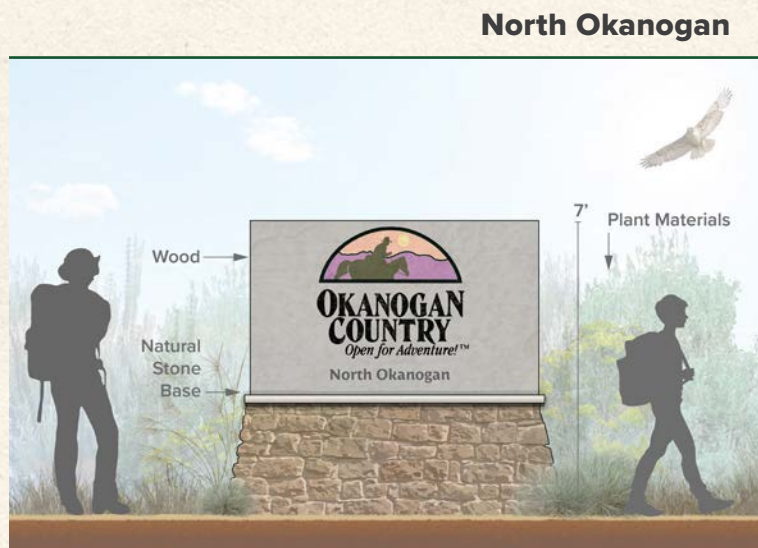 North Okanogan
7'
Plant Materials
Wood
OKANOGAN
COUNTRY
Open for Adventure!™
North Okanogan
Natural
Stone
Base